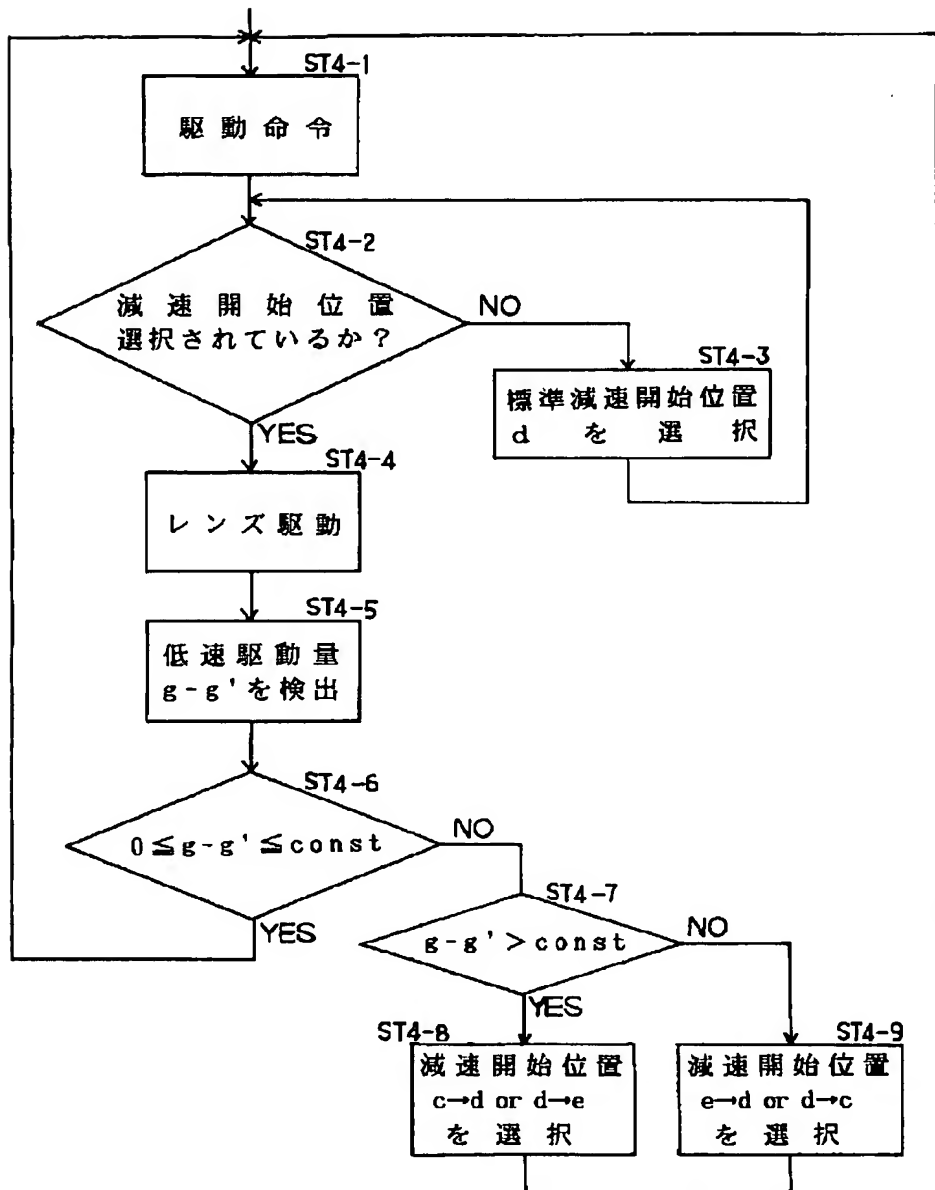 ST4-1
駆動命令
ST4-2
減速開始位置
選択されているか?
NO
ST4-3
標準減速開始位置
d を選択
YES
ST4-4
レンズ駆動
ST4-5
低速駆動量
g-g'を検出
ST4-6
0≦g-g'≦const
NO
YES
ST4-7
g-g'>const
NO
YES
ST4-8
減速開始位置
c→d or d→e
を選択
ST4-9
減速開始位置
e→d or d→c
を選択